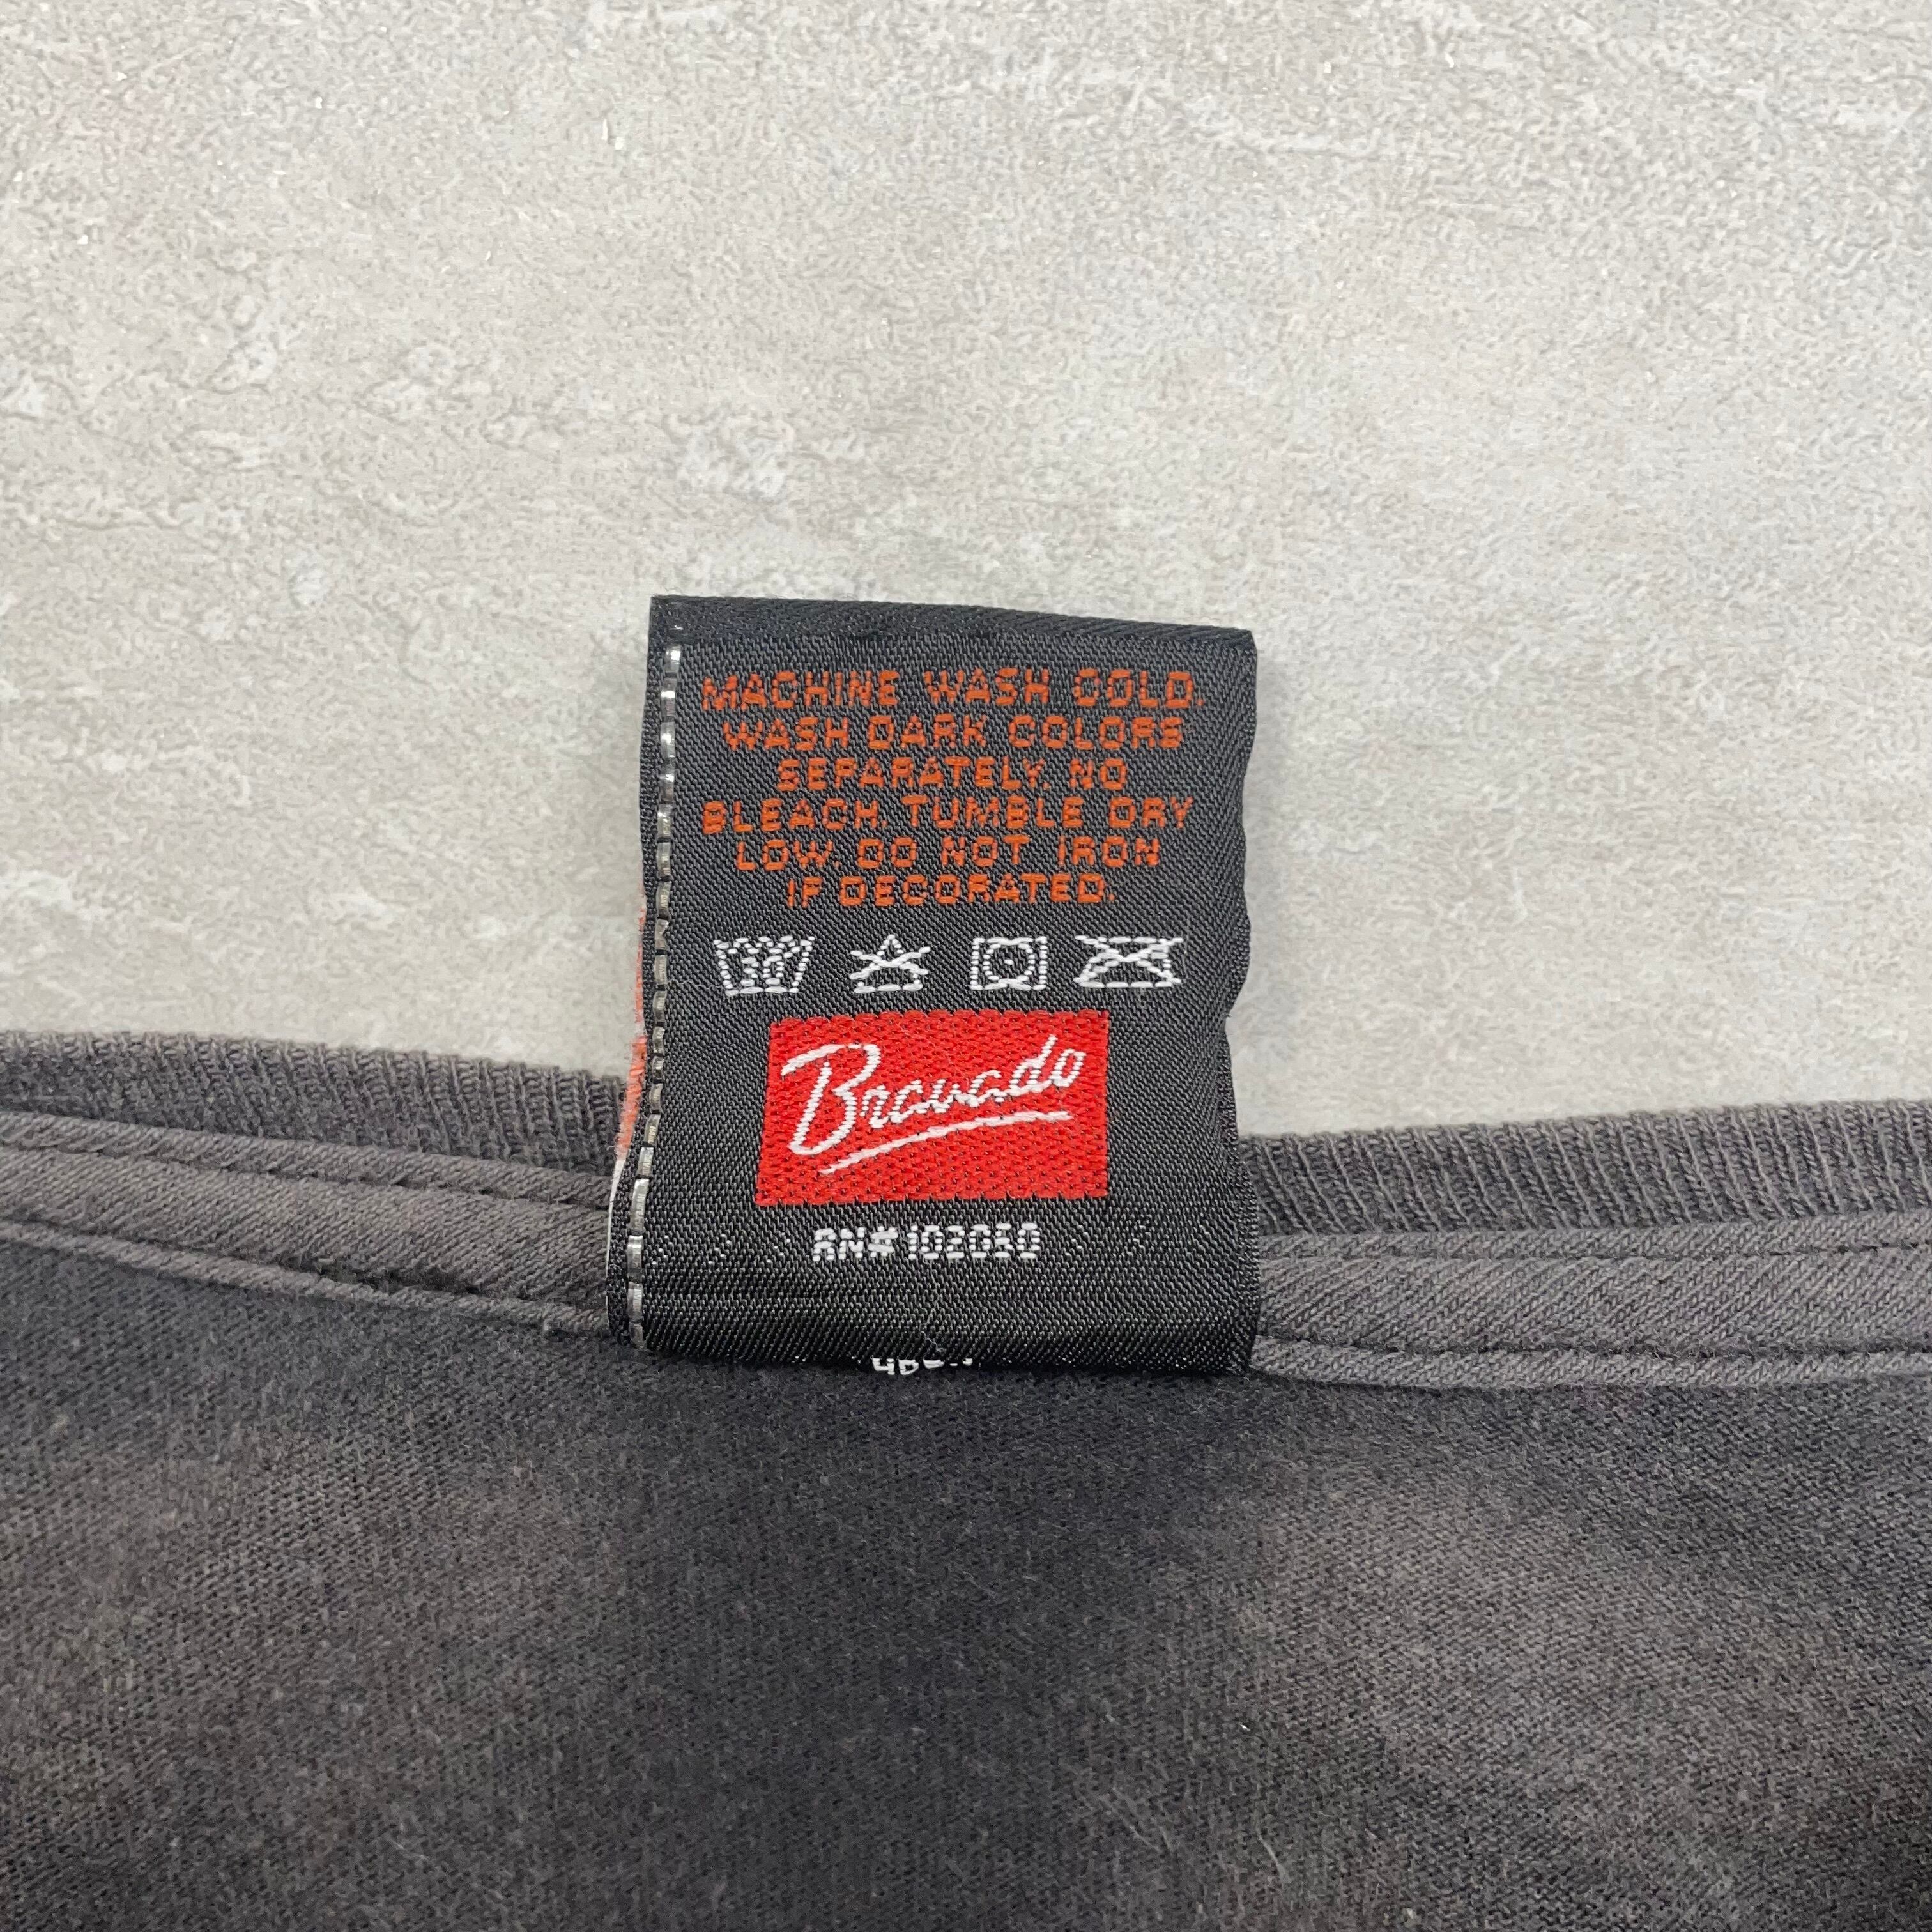 MACHINE WASH COLD.
WASH DARK COLORS
SEPARATELY. NO
BLEACH. TUMBLE DRY
LOW. DO NOT IRON
IF DECORATED.
30
Bravado
RN#102050